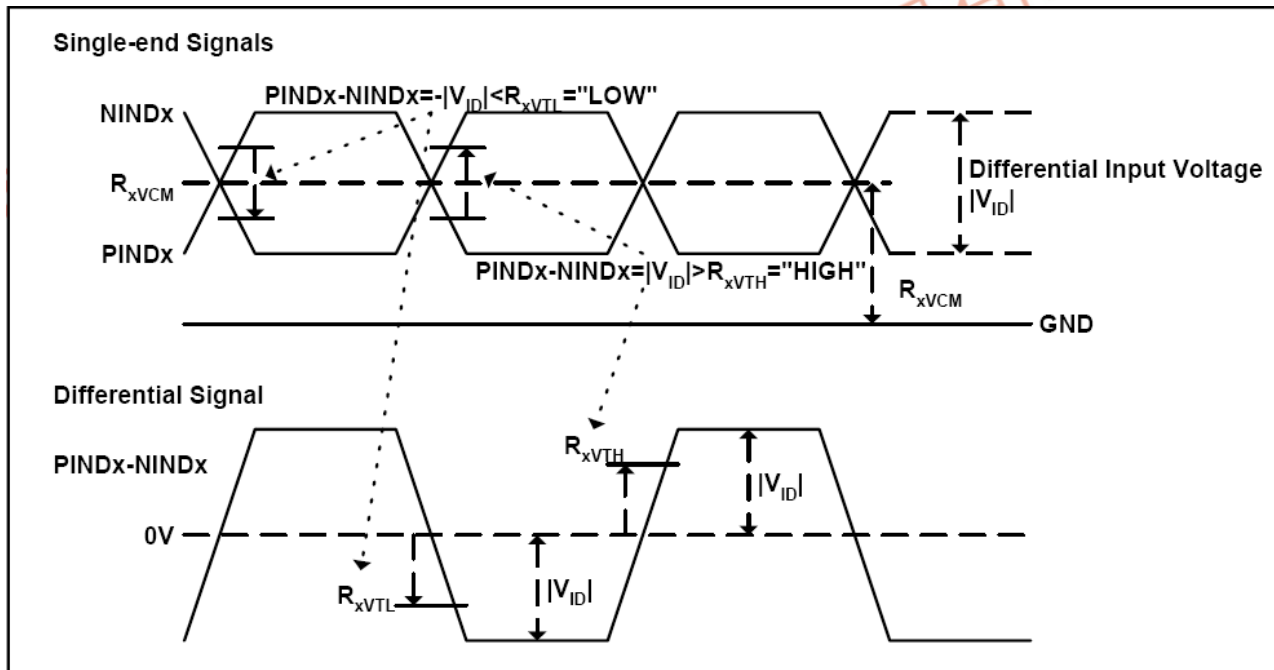 Single-end Signals
PINDx-NINDx=-|VID|<RxVTL="LOW"
NINDx
RxVCM
Differential Input Voltage
|VID|
PINDx
PINDx-NINDx=|VID|>RxVTH="HIGH"
RxVCM
GND
Differential Signal
PINDx-NINDx
RxVTH
|VID|
0V
RxVTL
|VID|